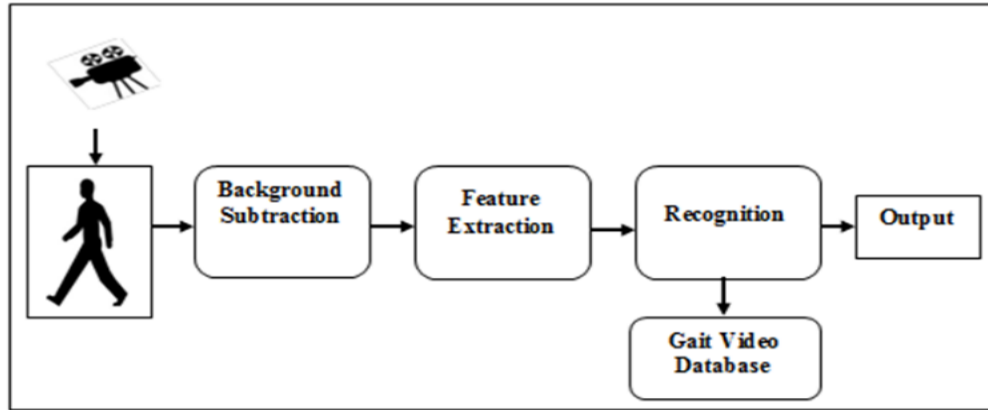 Background
Subtraction
Feature
Extraction
Recognition
Output
Gait Video
Database